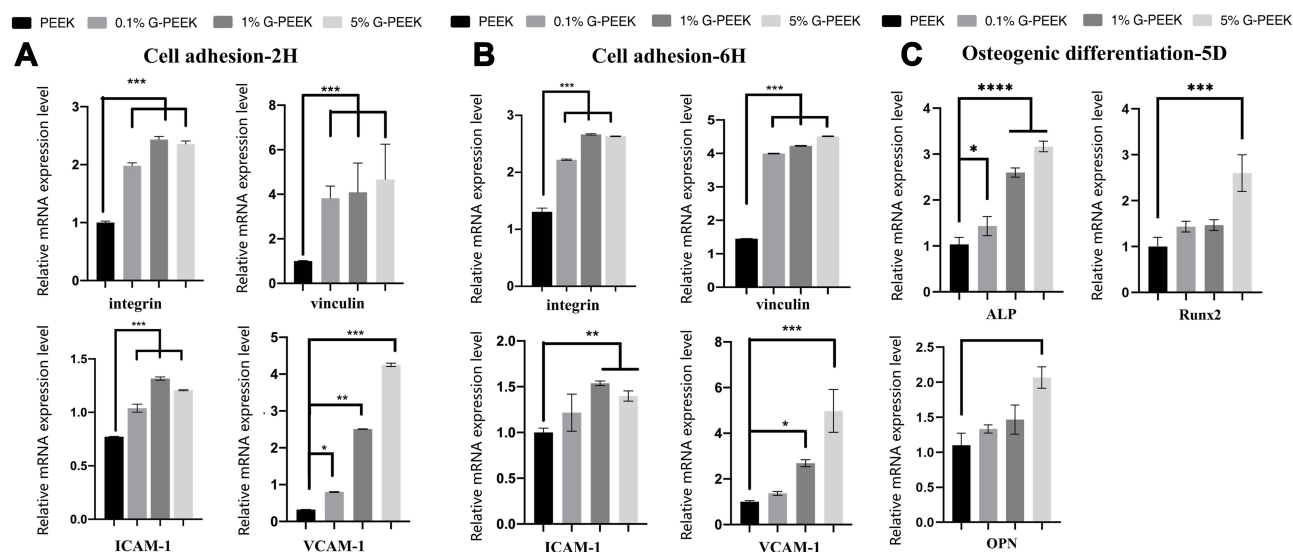 PEEK 0.1% G-PEEK 1% G-PEEK 5% G-PEEK
PEEK 0.1% G-PEEK 1% G-PEEK 5% G-PEEK
PEEK 0.1% G-PEEK 1% G-PEEK 5% G-PEEK
A Cell adhesion-2H
Relative mRNA expression level
3
2
1
0
***
integrin
Relative mRNA expression level
8
6
4
2
0
***
vinculin
Relative mRNA expression level
1.5
1.0
0.5
0.0
***
ICAM-1
Relative mRNA expression level
5
4
3
2
1
0
***
**
*
VCAM-1
B Cell adhesion-6H
Relative mRNA expression level
3
2
1
0
***
integrin
Relative mRNA expression level
5
4
3
2
1
0
***
vinculin
Relative mRNA expression level
2.0
1.5
1.0
0.5
0.0
**
ICAM-1
Relative mRNA expression level
8
6
4
2
0
***
*
VCAM-1
C Osteogenic differentiation-5D
Relative mRNA expression level
4
3
2
1
0
****
*
ALP
Relative mRNA expression level
4
3
2
1
0
***
Runx2
Relative mRNA expression level
2.5
2.0
1.5
1.0
0.5
0.0
OPN